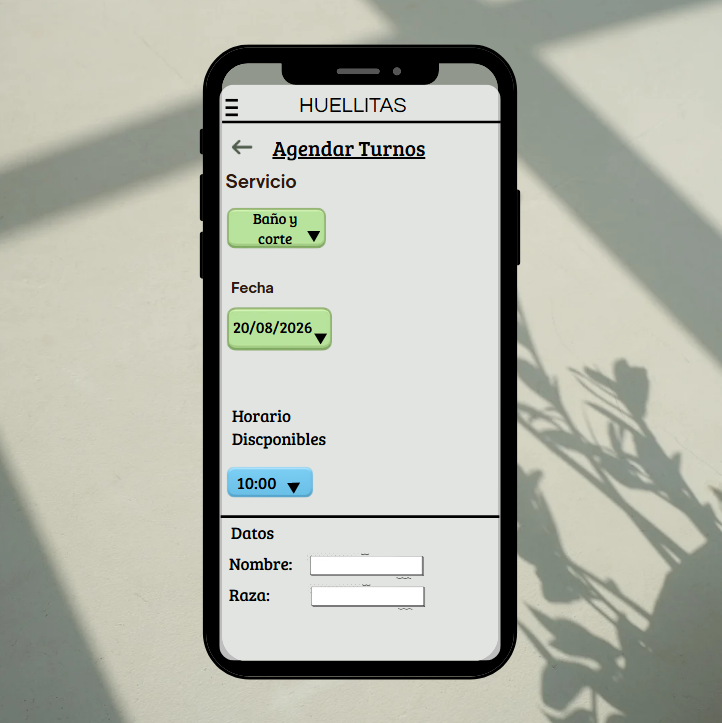 HUELLITAS
Agendar Turnos
Servicio
Baño y
corte
Fecha
20/08/2026
Horario
Discponibles
10:00
Datos
Nombre:
Raza: